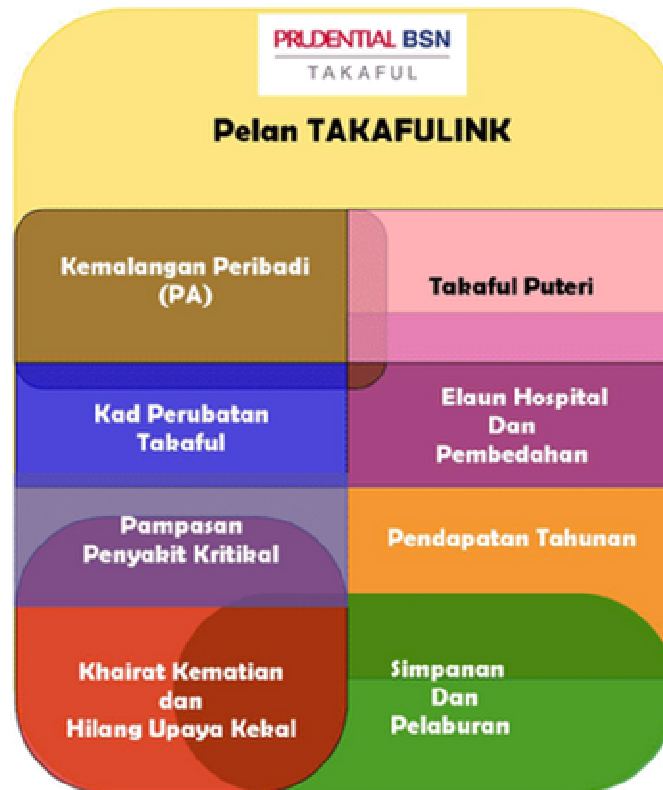 PRUDENTIAL BSN
TAKAFUL
Pelan TAKAFULINK
Kemalangan Peribadi
(PA)
Takaful Puteri
Kad Perubatan
Takaful
Elaun Hospital
Dan
Pembedahan
Pampasan
Penyakit Kritikal
Pendapatan Tahunan
Khairat Kematian
dan
Hilang Upaya Kekal
Simpanan
Dan
Pelaburan